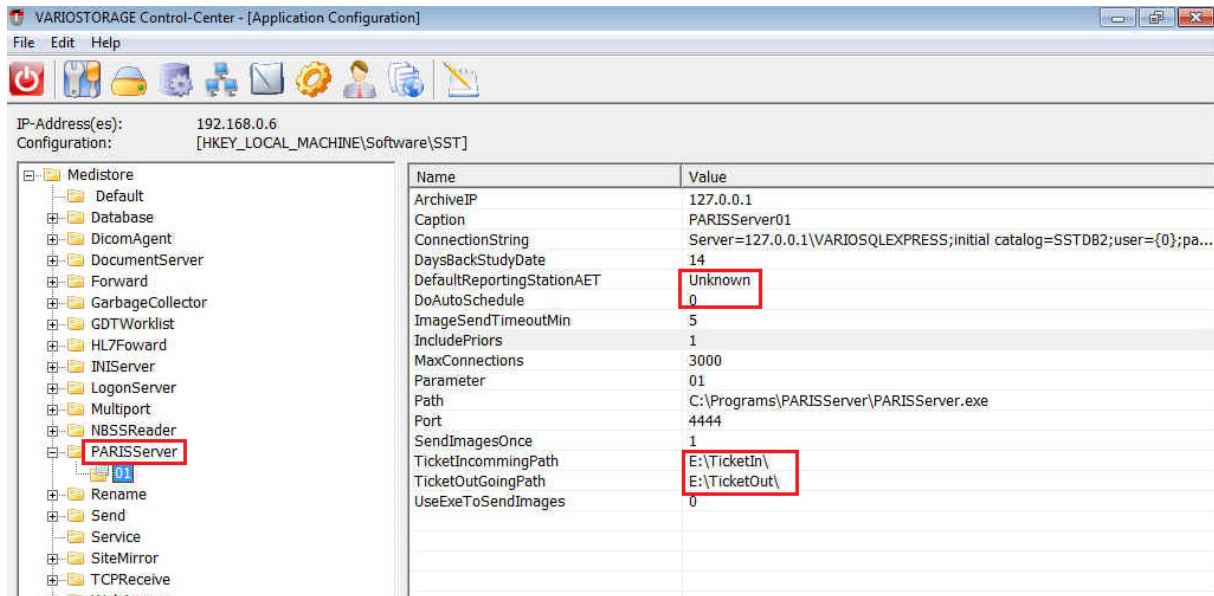 VARIOSTORAGE Control-Center - [Application Configuration]
File Edit Help
IP-Address(es): 192.168.0.6
Configuration: [HKEY_LOCAL_MACHINE\Software\SST]
Medistore
Default
Database
DicomAgent
DocumentServer
Forward
GarbageCollector
GDTWorklist
HL7Foward
INIServer
LogonServer
Multiport
NBSSReader
PARISServer
01
Rename
Send
Service
SiteMirror
TCPReceive
Name Value
ArchiveIP 127.0.0.1
Caption PARISServer01
ConnectionString Server=127.0.0.1\VARIOSQLEXPRESS;initial catalog=SSTDB2;user={0};pa...
DaysBackStudyDate 14
DefaultReportingStationAET Unknown
DoAutoSchedule 0
ImageSendTimeoutMin 5
IncludePriors 1
MaxConnections 3000
Parameter 01
Path C:\Programs\PARISServer\PARISServer.exe
Port 4444
SendImagesOnce 1
TicketIncommingPath E:\TicketIn\
TicketOutGoingPath E:\TicketOut\
UseExeToSendImages 0